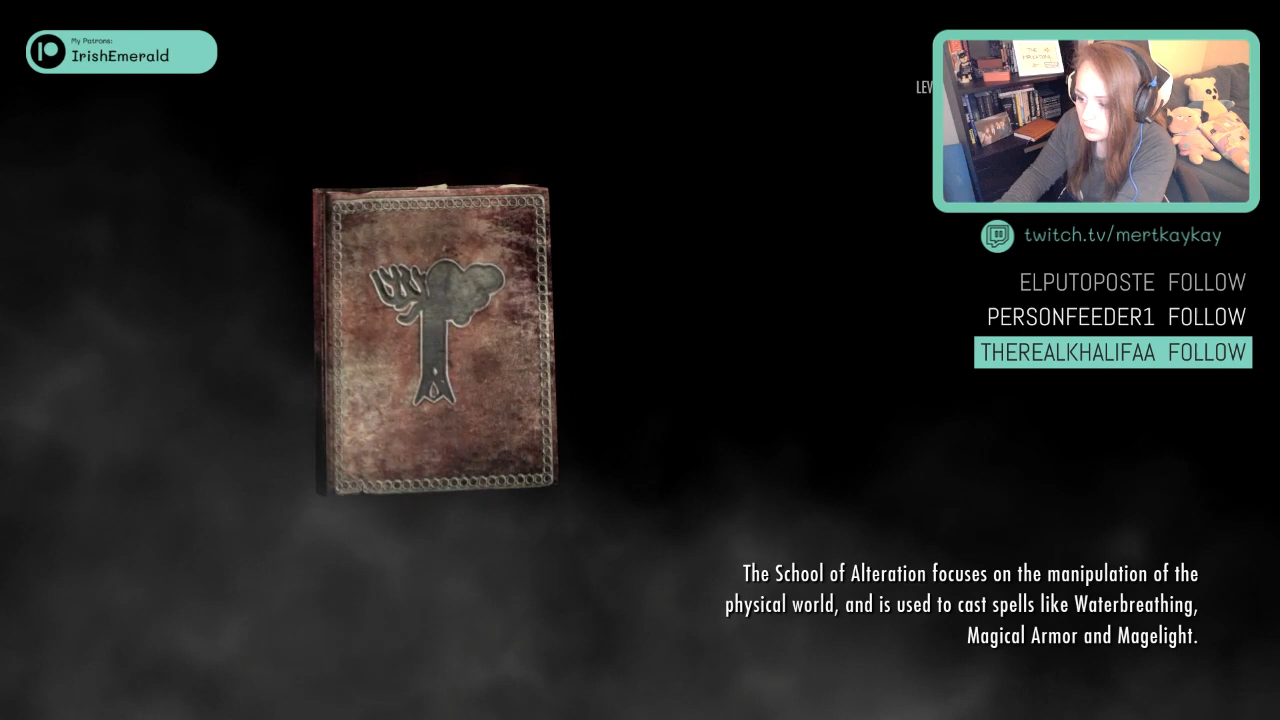 My Patrons:
IrishEmerald
LEV
twitch.tv/mertkaykay
ELPUTOPOSTE FOLLOW
PERSONFEEDER1 FOLLOW
THEREALKHALIFAA FOLLOW
The School of Alteration focuses on the manipulation of the
physical world, and is used to cast spells like Waterbreathing,
Magical Armor and Magelight.